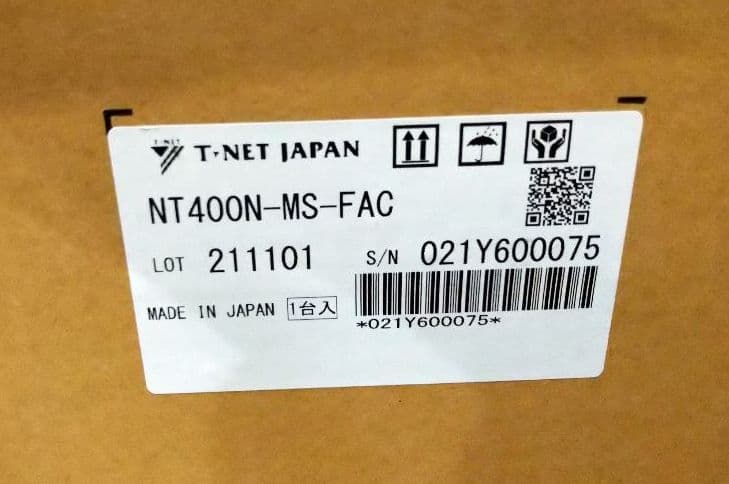 T-NET
T・NET JAPAN
NT400N-MS-FAC
LOT 211101 S/N 021Y600075
MADE IN JAPAN 1台入
*021Y600075*